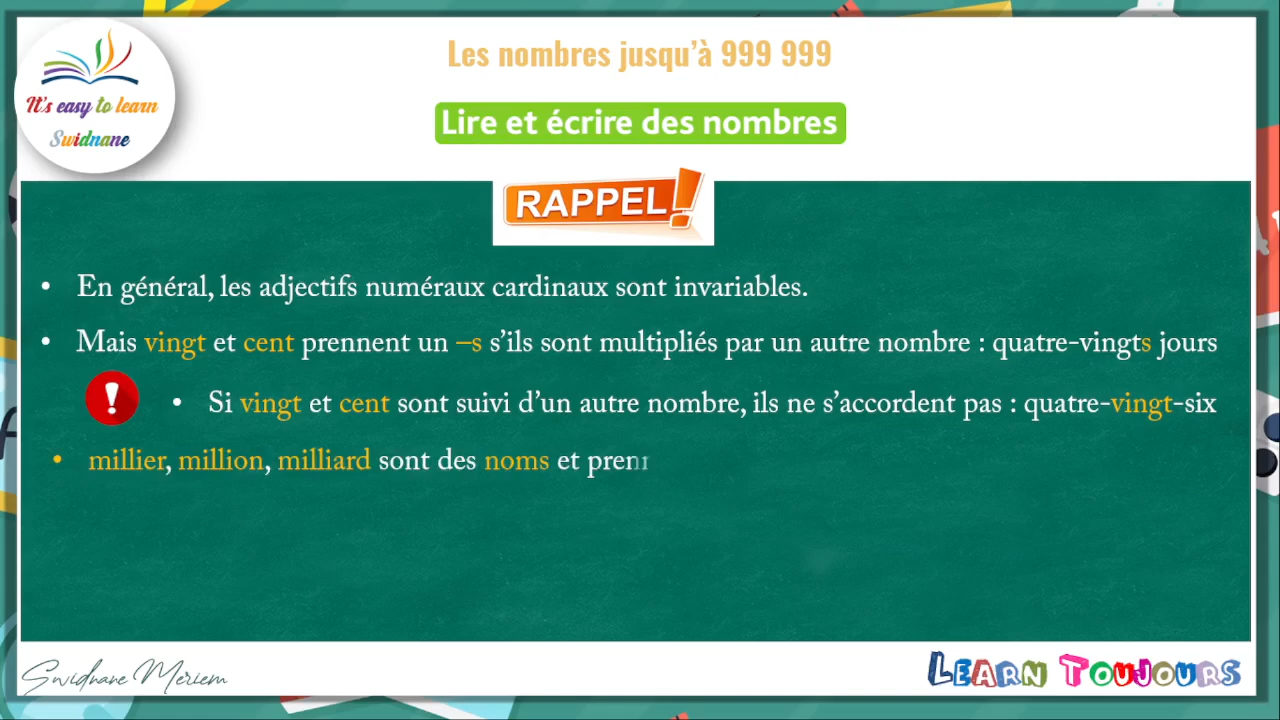 Les nombres jusqu’à 999 999
It's easy to learn
Swidnane
Lire et écrire des nombres
RAPPEL!
• En général, les adjectifs numéraux cardinaux sont invariables.
• Mais vingt et cent prennent un –s s’ils sont multipliés par un autre nombre : quatre-vingts jours
! • Si vingt et cent sont suivi d’un autre nombre, ils ne s’accordent pas : quatre-vingt-six
• millier, million, milliard sont des noms et pren
Swidnane Meriem
LEARN TOUJOURS